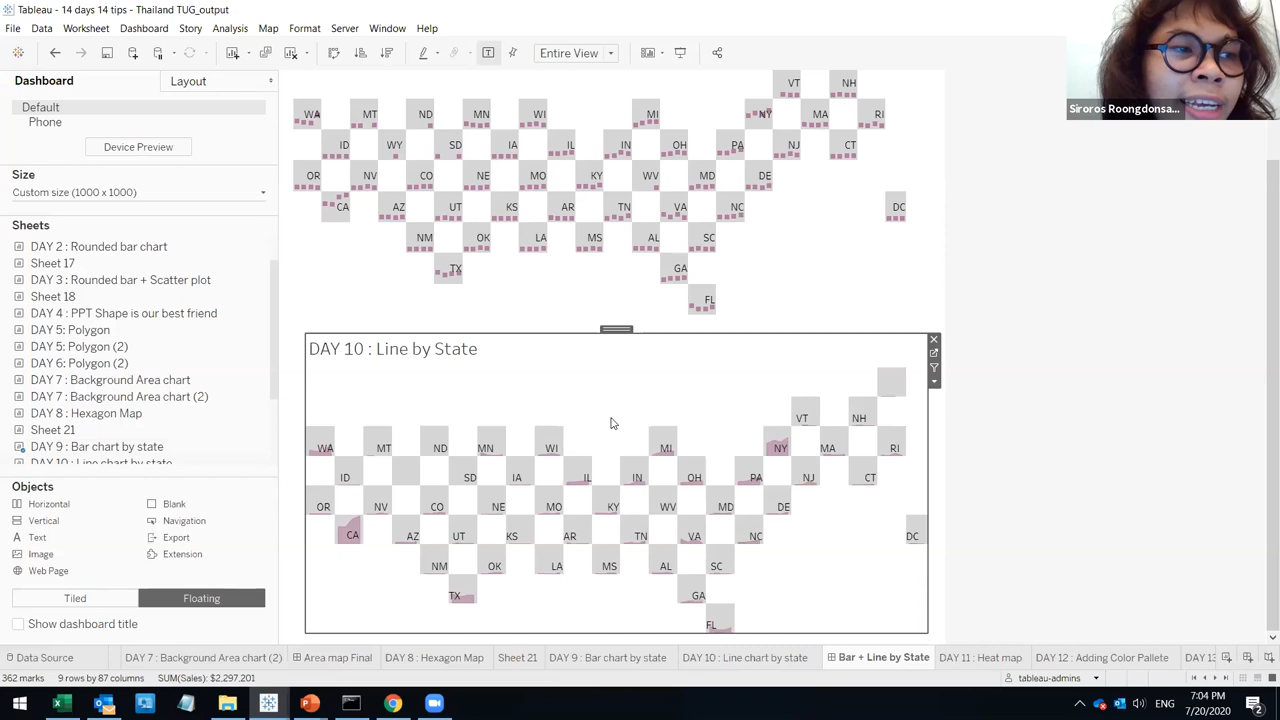 Tableau - 14 days 14 tips - Thailand TUG_output
File Data Worksheet Dashboard Story Analysis Map Format Server Window Help
Entire View
Siroros Roongdonsa...
Dashboard Layout
Default
Phone
Device Preview
Size
Custom size (1000 x 1000)
Sheets
DAY 2 : Rounded bar chart
Sheet 17
DAY 3 : Rounded bar + Scatter plot
Sheet 18
DAY 4 : PPT Shape is our best friend
DAY 5: Polygon
DAY 5: Polygon (2)
DAY 6: Polygon (2)
DAY 7 : Background Area chart
DAY 7 : Background Area chart (2)
DAY 8 : Hexagon Map
Sheet 21
DAY 9 : Bar chart by state
DAY 10 : Line chart by state
Objects
Horizontal Blank
Vertical Navigation
Text Export
Image Extension
Web Page
Tiled Floating
Show dashboard title
VT NH
WA MT ND MN WI MI NY MA RI
ID WY SD IA IL IN OH PA NJ CT
OR NV CO NE MO KY WV MD DE
CA AZ UT KS AR TN VA NC DC
NM OK LA MS AL SC
TX GA
FL
DAY 10 : Line by State
VT NH
WA MT ND MN WI MI NY MA RI
ID SD IA IL IN OH PA NJ CT
OR NV CO NE MO KY WV MD DE
CA AZ UT KS AR TN VA NC DC
NM OK LA MS AL SC
TX GA
FL
Data Source DAY 7 : Background Area chart (2) Area map Final DAY 8 : Hexagon Map Sheet 21 DAY 9 : Bar chart by state DAY 10 : Line chart by state Bar + Line by State DAY 11 : Heat map DAY 12 : Adding Color Pallete DAY 13
362 marks 9 rows by 87 columns SUM(Sales): $2,297,201 tableau-admins
ENG 7:04 PM
7/20/2020
2